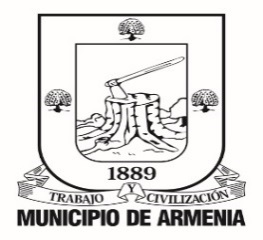 1889
TRABAJO Y CIVILIZACIÓN
MUNICIPIO DE ARMENIA